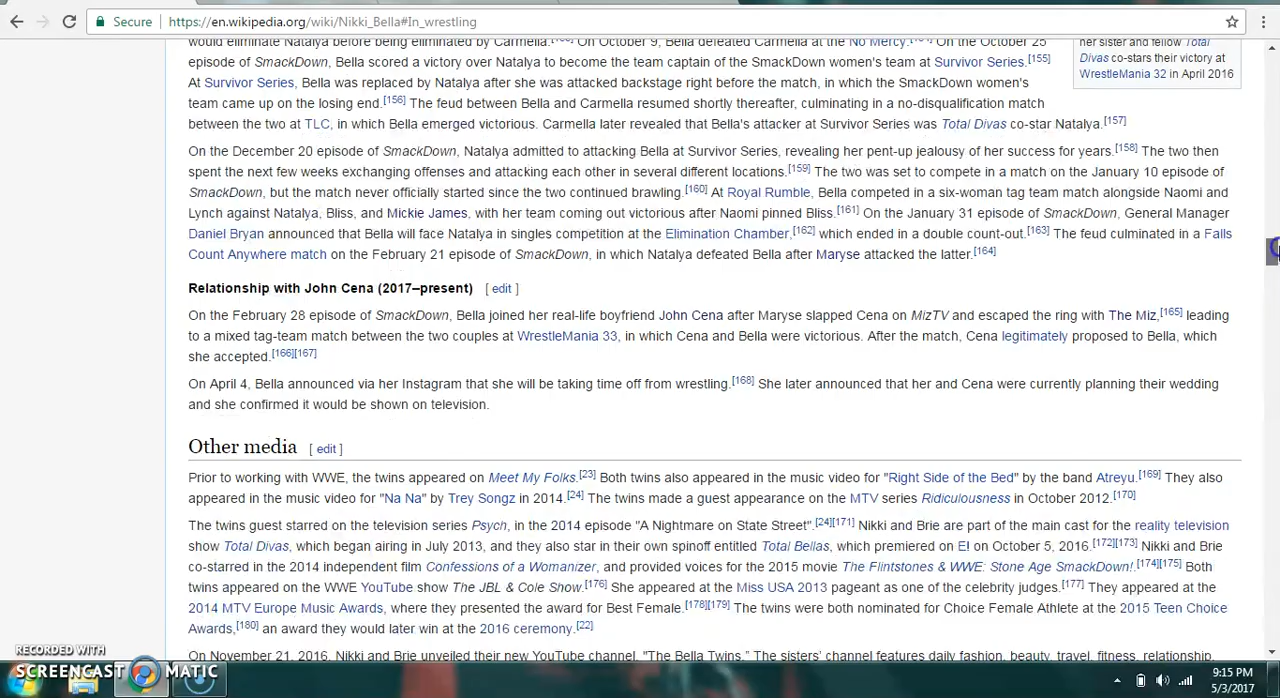 Secure
https://en.wikipedia.org/wiki/Nikki_Bella#In_wrestling
would eliminate Natalya before being eliminated by Carmella. On October 9, Bella defeated Carmella at the No Mercy. On the October 25
episode of SmackDown, Bella scored a victory over Natalya to become the team captain of the SmackDown women's team at Survivor Series.[155]
At Survivor Series, Bella was replaced by Natalya after she was attacked backstage right before the match, in which the SmackDown women's
team came up on the losing end.[156] The feud between Bella and Carmella resumed shortly thereafter, culminating in a no-disqualification match
between the two at TLC, in which Bella emerged victorious. Carmella later revealed that Bella's attacker at Survivor Series was Total Divas co-star Natalya.[157]
her sister and fellow Total
Divas co-stars their victory at
WrestleMania 32 in April 2016
On the December 20 episode of SmackDown, Natalya admitted to attacking Bella at Survivor Series, revealing her pent-up jealousy of her success for years.[158] The two then
spent the next few weeks exchanging offenses and attacking each other in several different locations.[159] The two was set to compete in a match on the January 10 episode of
SmackDown, but the match never officially started since the two continued brawling.[160] At Royal Rumble, Bella competed in a six-woman tag team match alongside Naomi and
Lynch against Natalya, Bliss, and Mickie James, with her team coming out victorious after Naomi pinned Bliss.[161] On the January 31 episode of SmackDown, General Manager
Daniel Bryan announced that Bella will face Natalya in singles competition at the Elimination Chamber,[162] which ended in a double count-out.[163] The feud culminated in a Falls
Count Anywhere match on the February 21 episode of SmackDown, in which Natalya defeated Bella after Maryse attacked the latter.[164]
Relationship with John Cena (2017–present) [ edit ]
On the February 28 episode of SmackDown, Bella joined her real-life boyfriend John Cena after Maryse slapped Cena on MizTV and escaped the ring with The Miz,[165] leading
to a mixed tag-team match between the two couples at WrestleMania 33, in which Cena and Bella were victorious. After the match, Cena legitimately proposed to Bella, which
she accepted.[166][167]
On April 4, Bella announced via her Instagram that she will be taking time off from wrestling.[168] She later announced that her and Cena were currently planning their wedding
and she confirmed it would be shown on television.
Other media [ edit ]
Prior to working with WWE, the twins appeared on Meet My Folks.[23] Both twins also appeared in the music video for "Right Side of the Bed" by the band Atreyu.[169] They also
appeared in the music video for "Na Na" by Trey Songz in 2014.[24] The twins made a guest appearance on the MTV series Ridiculousness in October 2012.[170]
The twins guest starred on the television series Psych, in the 2014 episode "A Nightmare on State Street".[24][171] Nikki and Brie are part of the main cast for the reality television
show Total Divas, which began airing in July 2013, and they also star in their own spinoff entitled Total Bellas, which premiered on E! on October 5, 2016.[172][173] Nikki and Brie
co-starred in the 2014 independent film Confessions of a Womanizer, and provided voices for the 2015 movie The Flintstones & WWE: Stone Age SmackDown!.[174][175] Both
twins appeared on the WWE YouTube show The JBL & Cole Show.[176] She appeared at the Miss USA 2013 pageant as one of the celebrity judges.[177] They appeared at the
2014 MTV Europe Music Awards, where they presented the award for Best Female.[178][179] The twins were both nominated for Choice Female Athlete at the 2015 Teen Choice
Awards,[180] an award they would later win at the 2016 ceremony.[22]
On November 21, 2016, Nikki and Brie unveiled their new YouTube channel, "The Bella Twins." The sisters' channel features daily fashion, beauty, travel, fitness, relationship,
RECORDED WITH
SCREENCAST MATIC
9:15 PM
5/3/2017